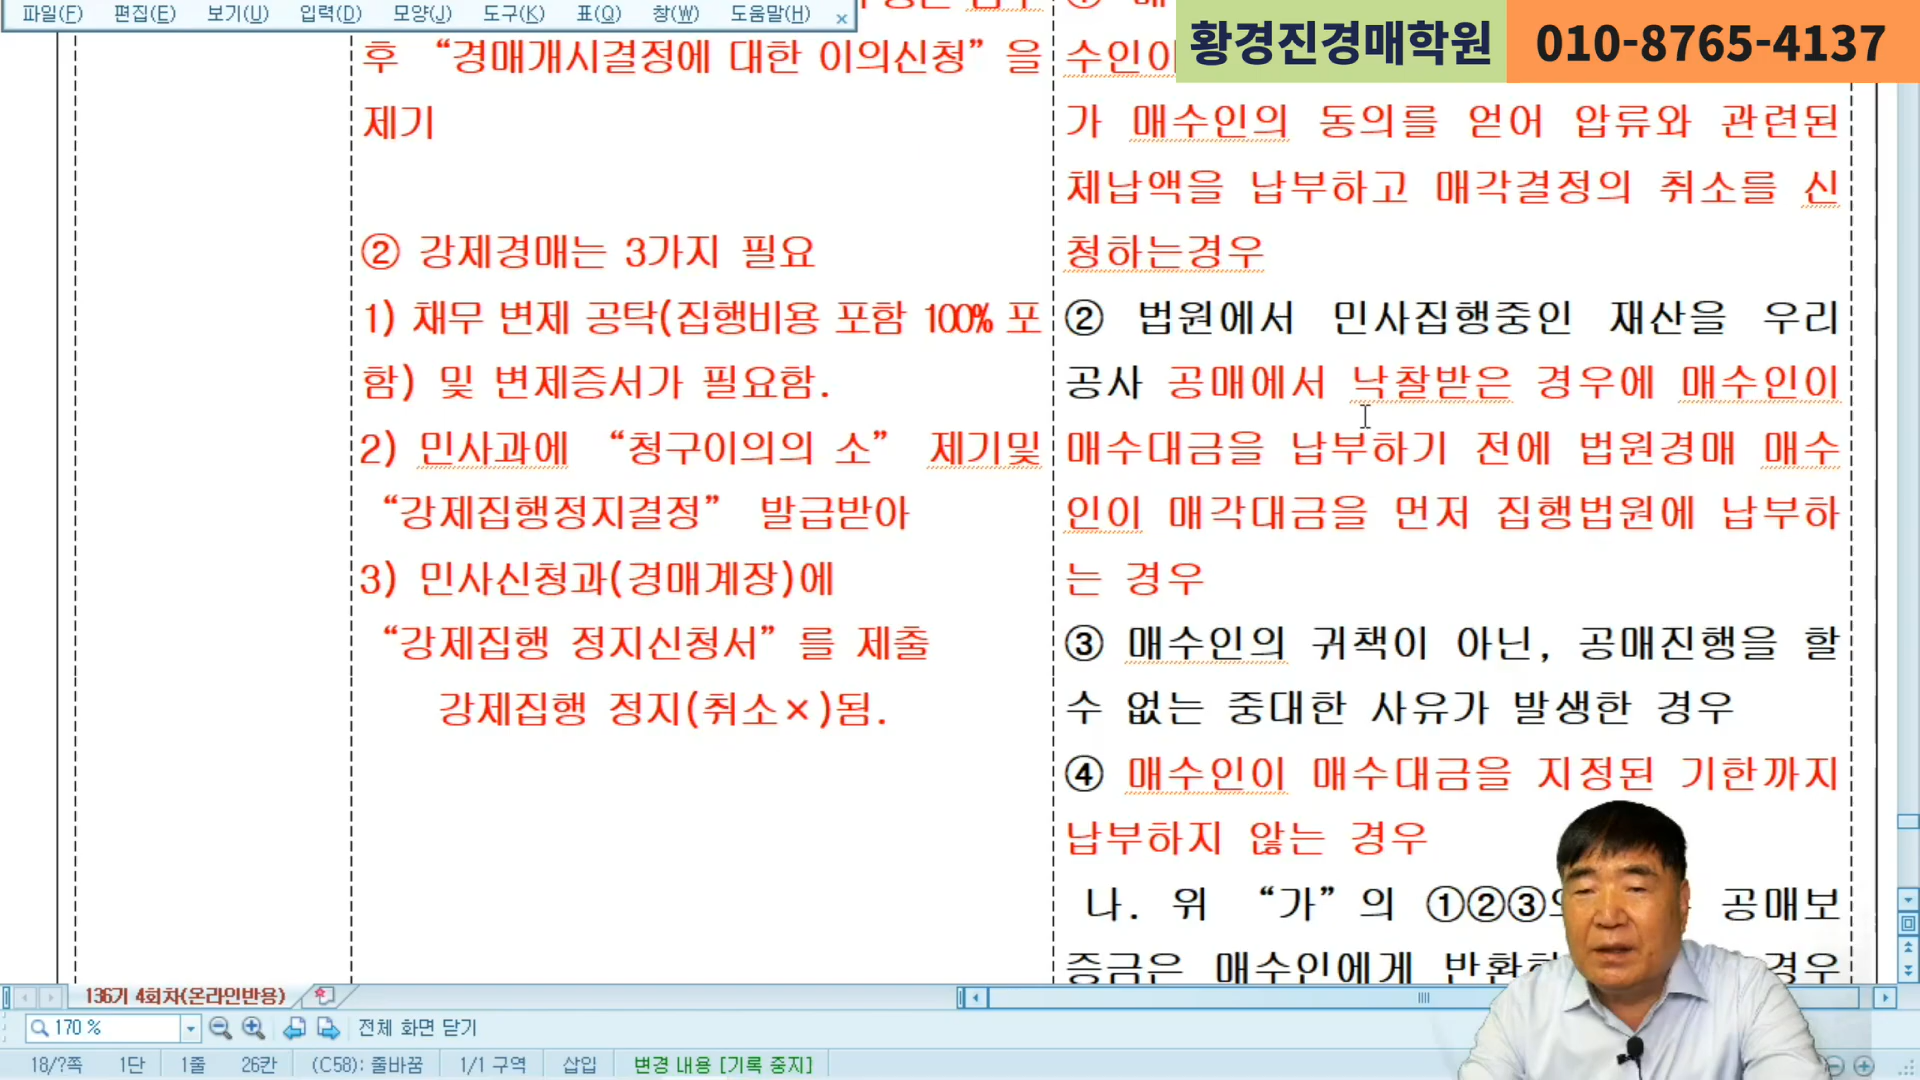 파일(F) 편집(E) 보기(U) 입력(D) 모양(J) 도구(K) 표(Q) 창(W) 도움말(H)
황경진경매학원 010-8765-4137
후 “경매개시결정에 대한 이의신청”을
제기
② 강제경매는 3가지 필요
1) 채무 변제 공탁(집행비용 포함 100% 포
함) 및 변제증서가 필요함.
2) 민사과에 “청구이의의 소” 제기및
“강제집행정지결정” 발급받아
3) 민사신청과(경매계장)에
“강제집행 정지신청서”를 제출
강제집행 정지(취소×)됨.
수인이
가 매수인의 동의를 얻어 압류와 관련된
체납액을 납부하고 매각결정의 취소를 신
청하는경우
② 법원에서 민사집행중인 재산을 우리
공사 공매에서 낙찰받은 경우에 매수인이
매수대금을 납부하기 전에 법원경매 매수
인이 매각대금을 먼저 집행법원에 납부하
는 경우
③ 매수인의 귀책이 아닌, 공매진행을 할
수 없는 중대한 사유가 발생한 경우
④ 매수인이 매수대금을 지정된 기한까지
납부하지 않는 경우
나. 위 “가”의 ①②③ 공매보
증금은 매수인에게 경우
136기 4회차(온라인반용)
170 % 전체 화면 닫기
18/?쪽 1단 1줄 26칸 (C58): 줄바꿈 1/1 구역 삽입 변경 내용 [기록 중지]